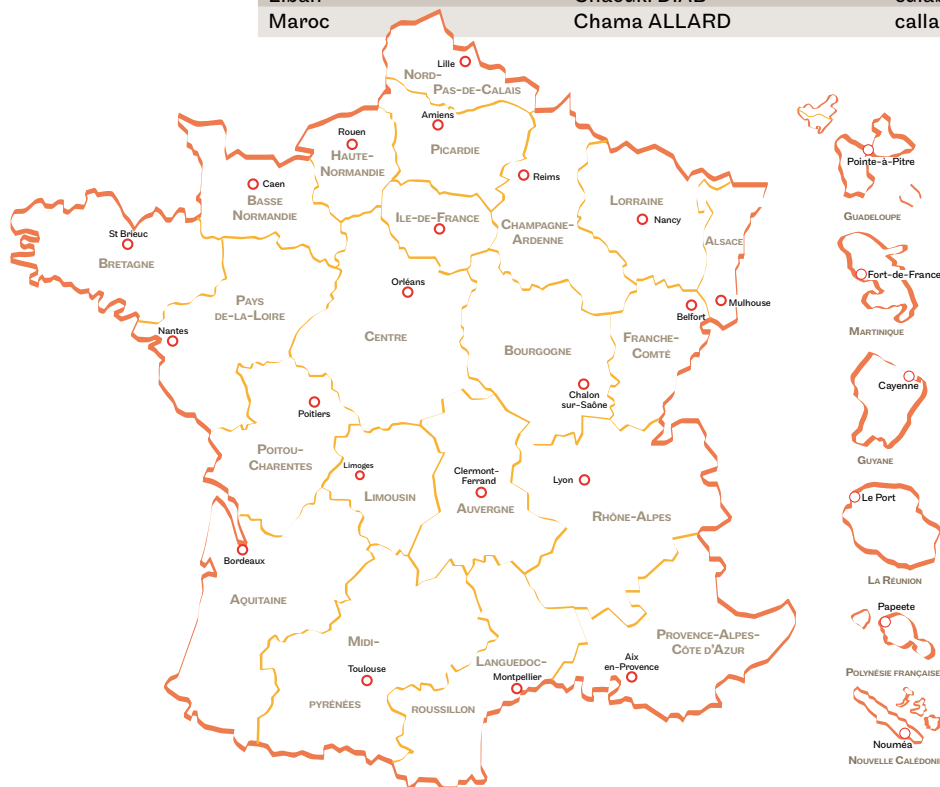 Maroc Chama ALLARD
Lille
NORD-
PAS-DE-CALAIS
Amiens
PICARDIE
Rouen
HAUTE-
NORMANDIE
Caen
BASSE
NORMANDIE
Reims
CHAMPAGNE-
ARDENNE
LORRAINE
Nancy
ALSACE
ILE-DE-FRANCE
St Brieuc
BRETAGNE
Orléans
CENTRE
PAYS
DE-LA-LOIRE
Nantes
Mulhouse
Belfort
FRANCHE-
COMTÉ
BOURGOGNE
Chalon
sur-Saône
Poitiers
POITOU-
CHARENTES
Limoges
LIMOUSIN
Clermont-
Ferrand
AUVERGNE
Lyon
RHÔNE-ALPES
Bordeaux
AQUITAINE
MIDI-
Toulouse
PYRÉNÉES
LANGUEDOC-
Montpellier
ROUSSILLON
PROVENCE-ALPES-
CÔTE D'AZUR
Aix
en-Provence
Pointe-à-Pitre
GUADELOUPE
Fort-de-France
MARTINIQUE
Cayenne
GUYANE
Le Port
LA RÉUNION
Papeete
POLYNÉSIE FRANÇAISE
Nouméa
NOUVELLE